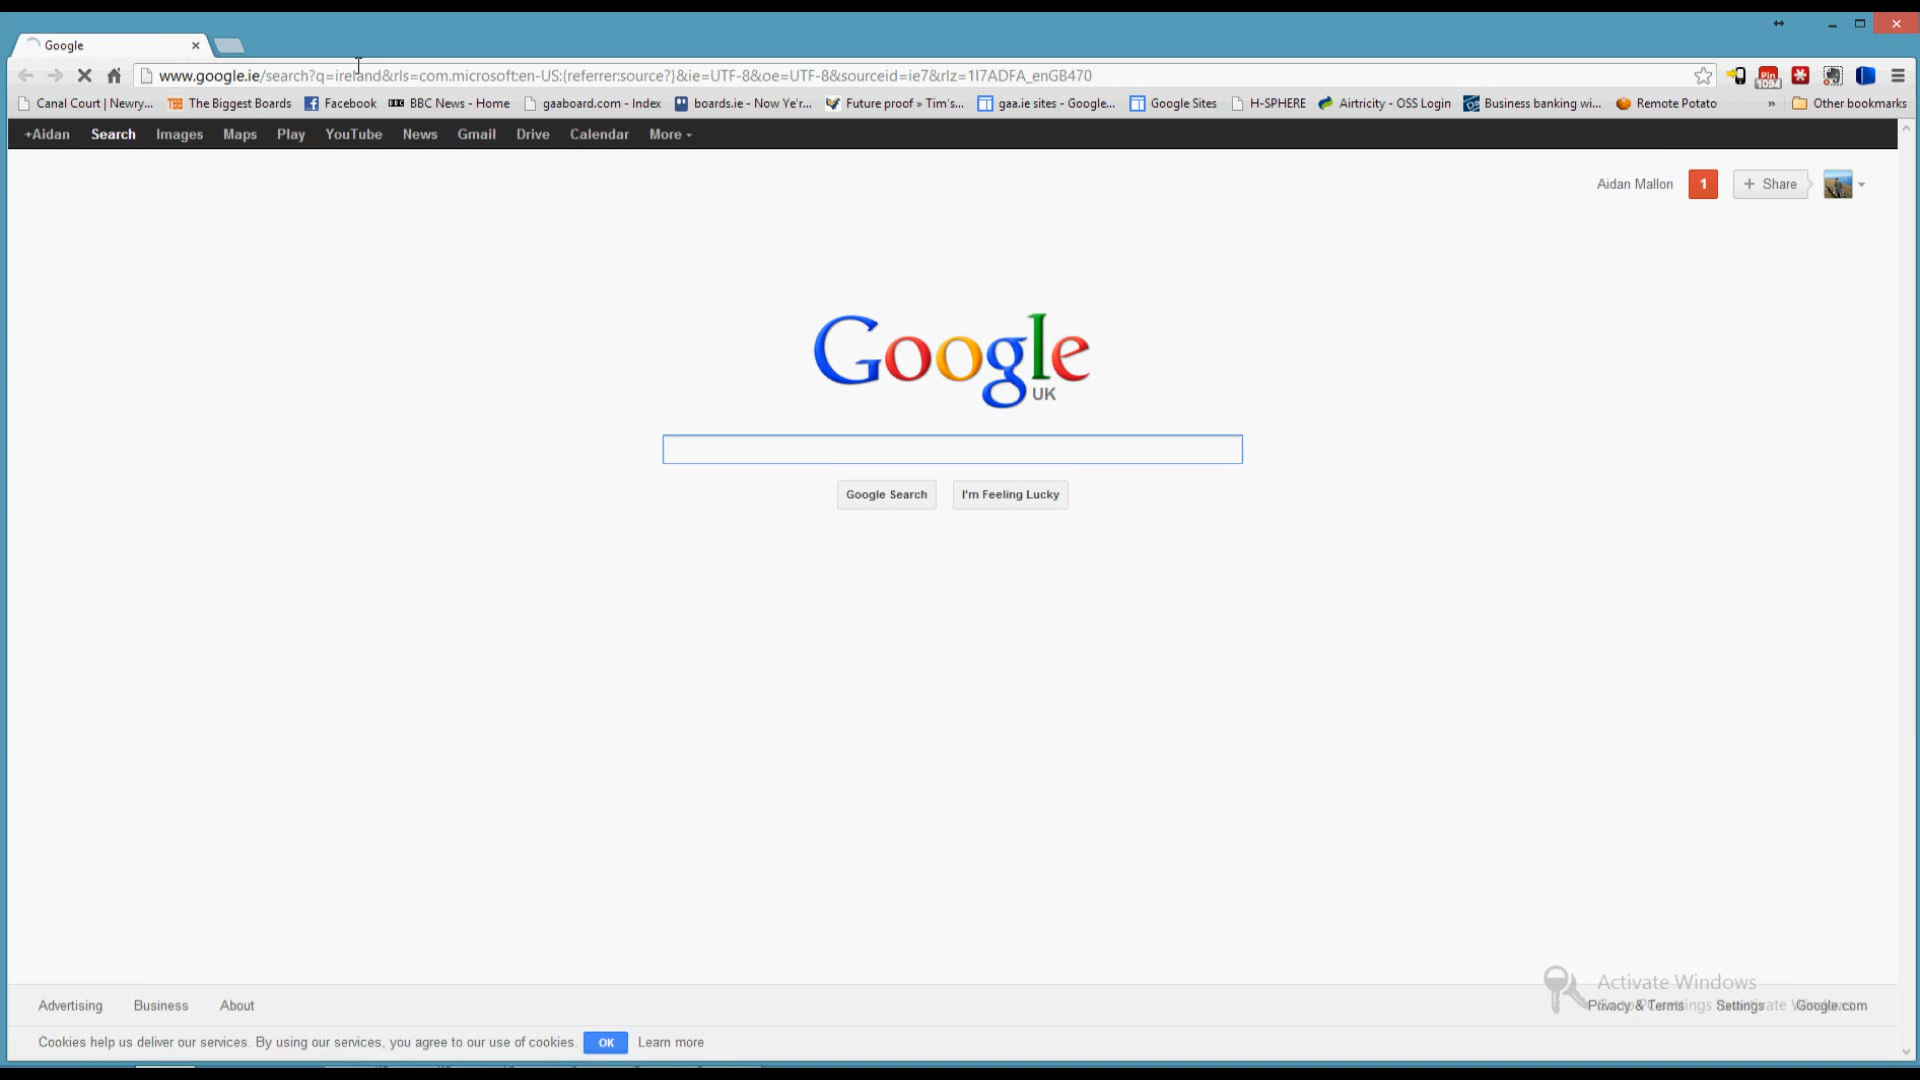 Google
www.google.ie/search?q=ireland&rls=com.microsoft:en-US:{referrer:source?}&ie=UTF-8&oe=UTF-8&sourceid=ie7&rlz=1I7ADFA_enGB470
Canal Court | Newry... The Biggest Boards Facebook BBC News - Home gaaboard.com - Index boards.ie - Now Ye'r... Future proof » Tim's... gaa.ie sites - Google... Google Sites H-SPHERE Airtricity - OSS Login Business banking wi... Remote Potato » Other bookmarks
+Aidan Search Images Maps Play YouTube News Gmail Drive Calendar More
Aidan Mallon 1 + Share
Google
UK
Google Search I'm Feeling Lucky
Activate Windows
Advertising Business About Privacy & Terms Settings Google.com
Cookies help us deliver our services. By using our services, you agree to our use of cookies. OK Learn more